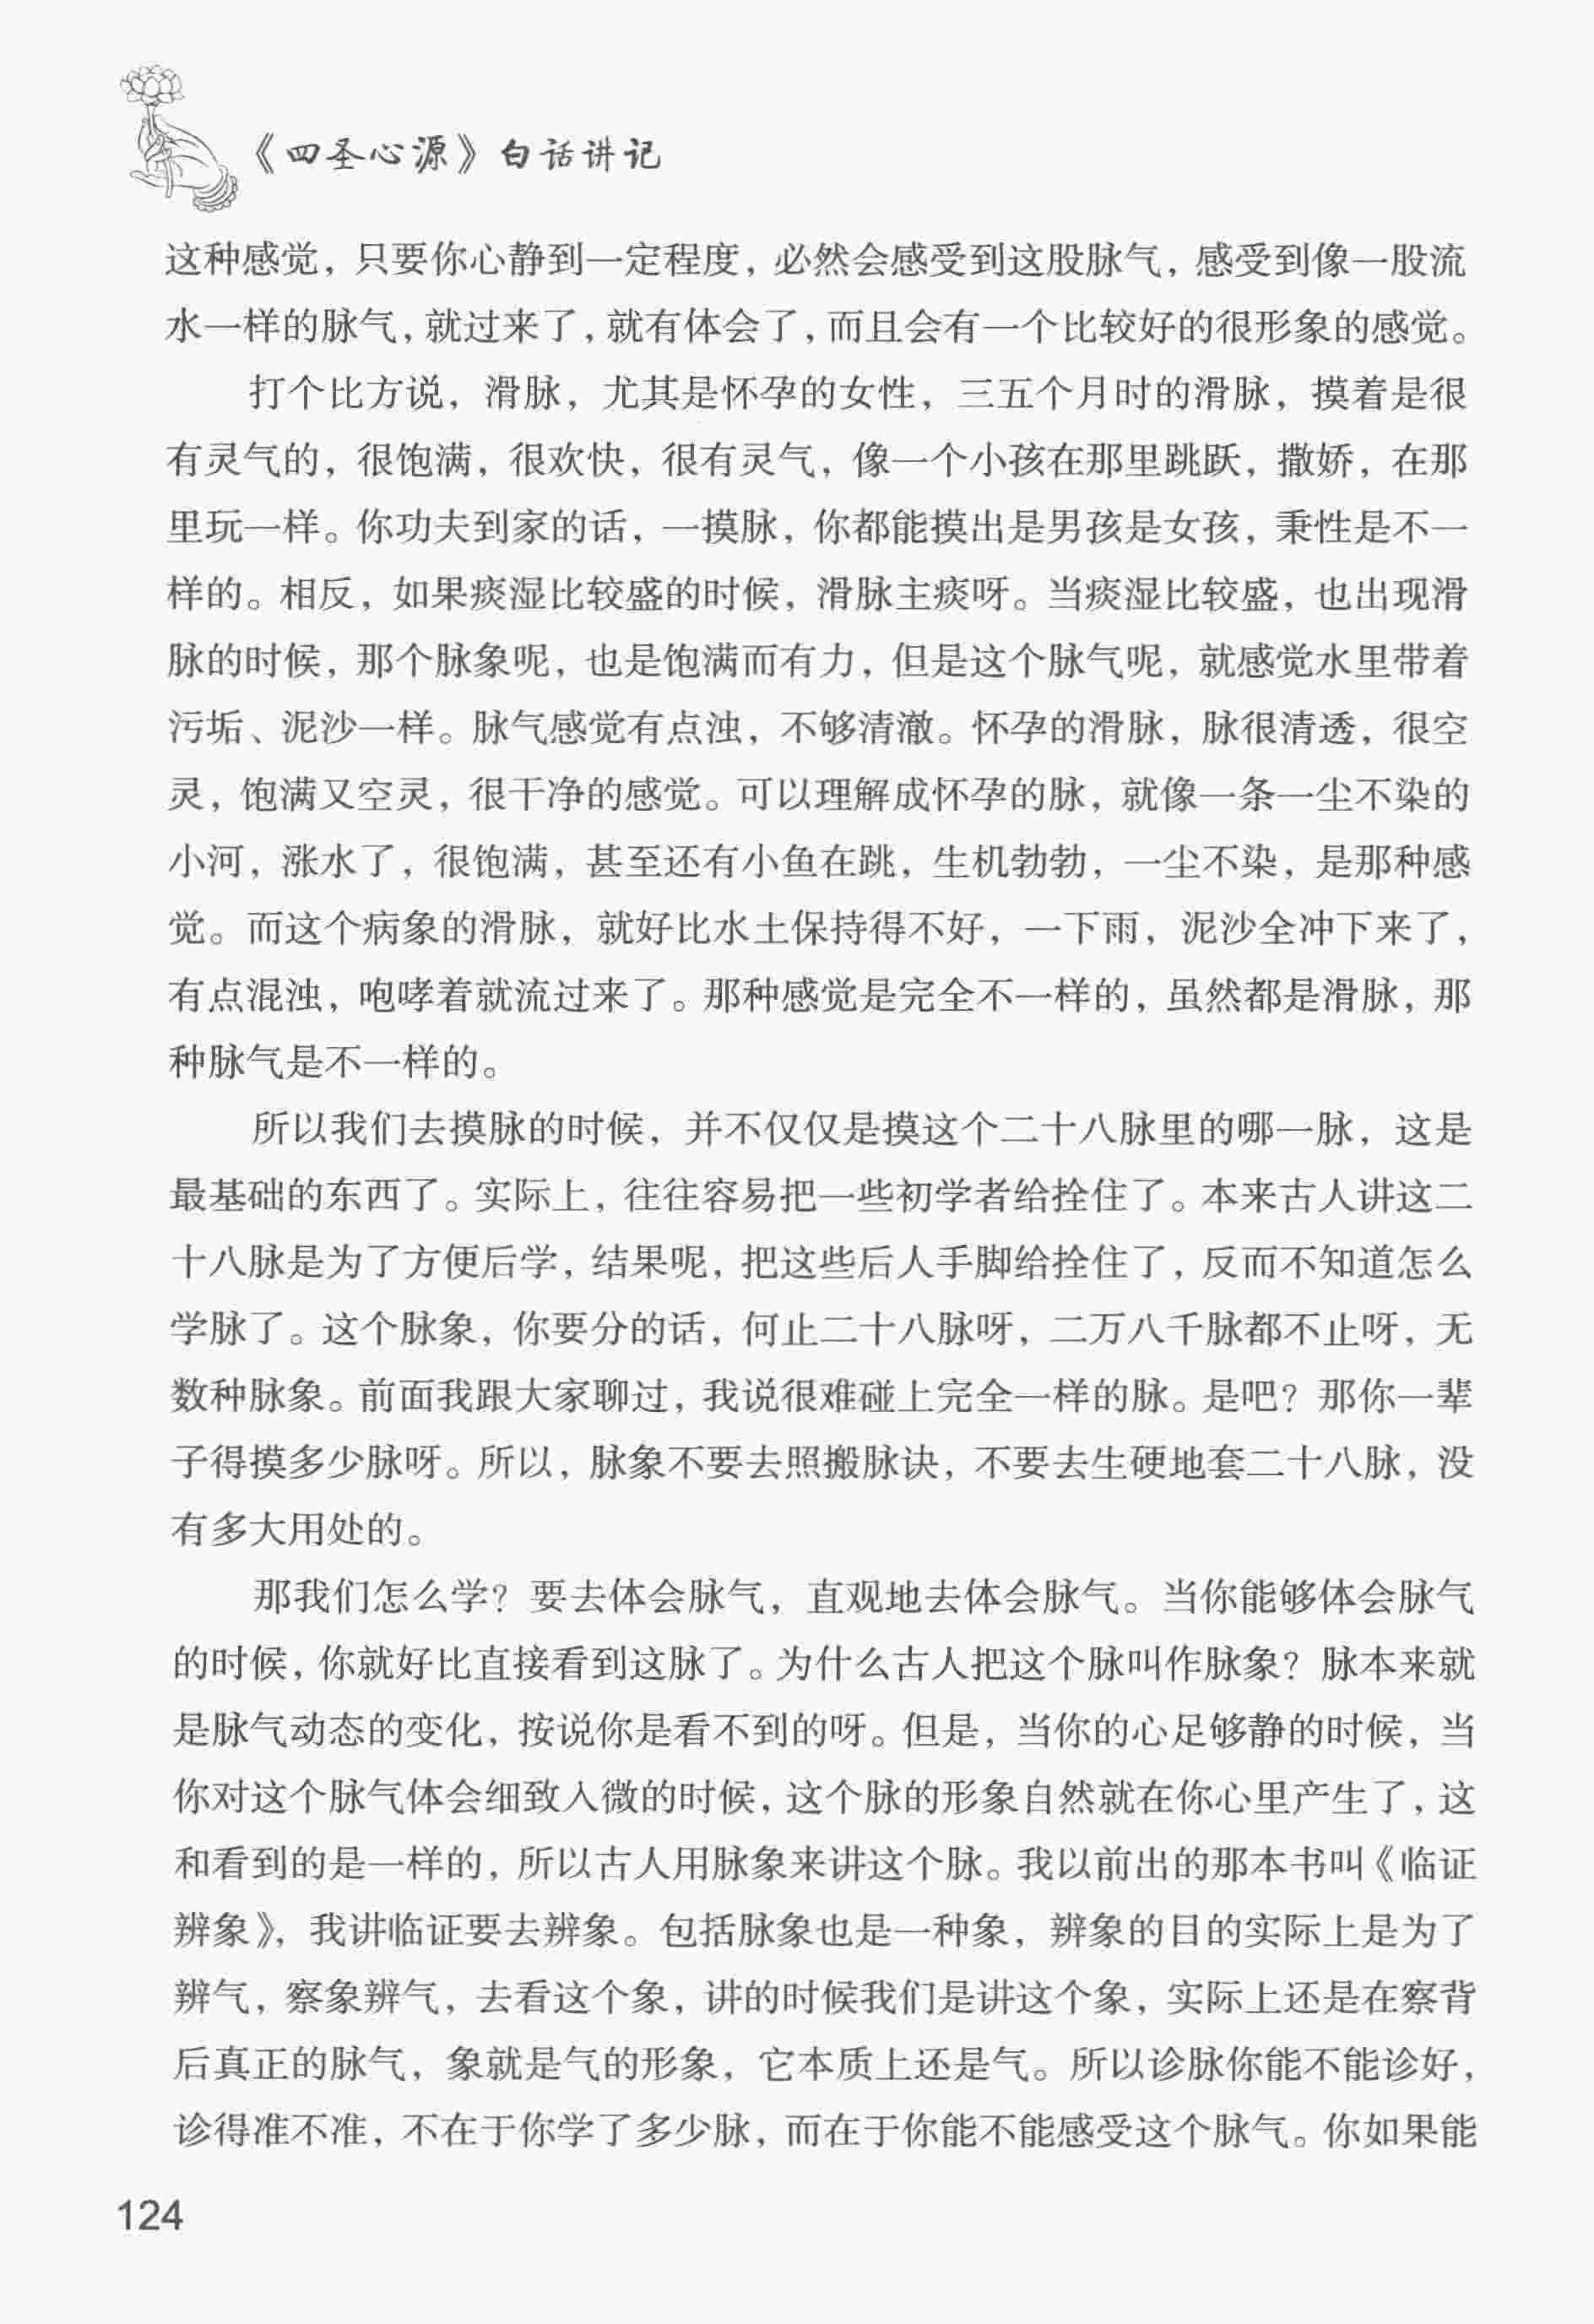 《四圣心源》白话讲记
这种感觉，只要你心静到一定程度，必然会感受到这股脉气，感受到像一股流
水一样的脉气，就过来了，就有体会了，而且会有一个比较好的很形象的感觉。
打个比方说，滑脉，尤其是怀孕的女性，三五个月时的滑脉，摸着是很
有灵气的，很饱满，很欢快，很有灵气，像一个小孩在那里跳跃，撒娇，在那
里玩一样。你功夫到家的话，一摸脉，你都能摸出是男孩是女孩，秉性是不一
样的。相反，如果痰湿比较盛的时候，滑脉主痰呀。当痰湿比较盛，也出现滑
脉的时候，那个脉象呢，也是饱满而有力，但是这个脉气呢，就感觉水里带着
污垢、泥沙一样。脉气感觉有点浊，不够清澈。怀孕的滑脉，脉很清透，很空
灵，饱满又空灵，很干净的感觉。可以理解成怀孕的脉，就像一条一尘不染的
小河，涨水了，很饱满，甚至还有小鱼在跳，生机勃勃，一尘不染，是那种感
觉。而这个病象的滑脉，就好比水土保持得不好，一下雨，泥沙全冲下来了，
有点混浊，咆哮着就流过来了。那种感觉是完全不一样的，虽然都是滑脉，那
种脉气是不一样的。
所以我们去摸脉的时候，并不仅仅是摸这个二十八脉里的哪一脉，这是
最基础的东西了。实际上，往往容易把一些初学者给拴住了。本来古人讲这二
十八脉是为了方便后学，结果呢，把这些后人手脚给拴住了，反而不知道怎么
学脉了。这个脉象，你要分的话，何止二十八脉呀，二万八千脉都不止呀，无
数种脉象。前面我跟大家聊过，我说很难碰上完全一样的脉。是吧？那你一辈
子得摸多少脉呀。所以，脉象不要去照搬脉诀，不要去生硬地套二十八脉，没
有多大用处的。
那我们怎么学？要去体会脉气，直观地去体会脉气。当你能够体会脉气
的时候，你就好比直接看到这脉了。为什么古人把这个脉叫作脉象？脉本来就
是脉气动态的变化，按说你是看不到的呀。但是，当你的心足够静的时候，当
你对这个脉气体会细致入微的时候，这个脉的形象自然就在你心里产生了，这
和看到的是一样的，所以古人用脉象来讲这个脉。我以前出的那本书叫《临证
辨象》，我讲临证要去辨象。包括脉象也是一种象，辨象的目的实际上是为了
辨气，察象辨气，去看这个象，讲的时候我们是讲这个象，实际上还是在察背
后真正的脉气，象就是气的形象，它本质上还是气。所以诊脉你能不能诊好，
诊得准不准，不在于你学了多少脉，而在于你能不能感受这个脉气。你如果能
124